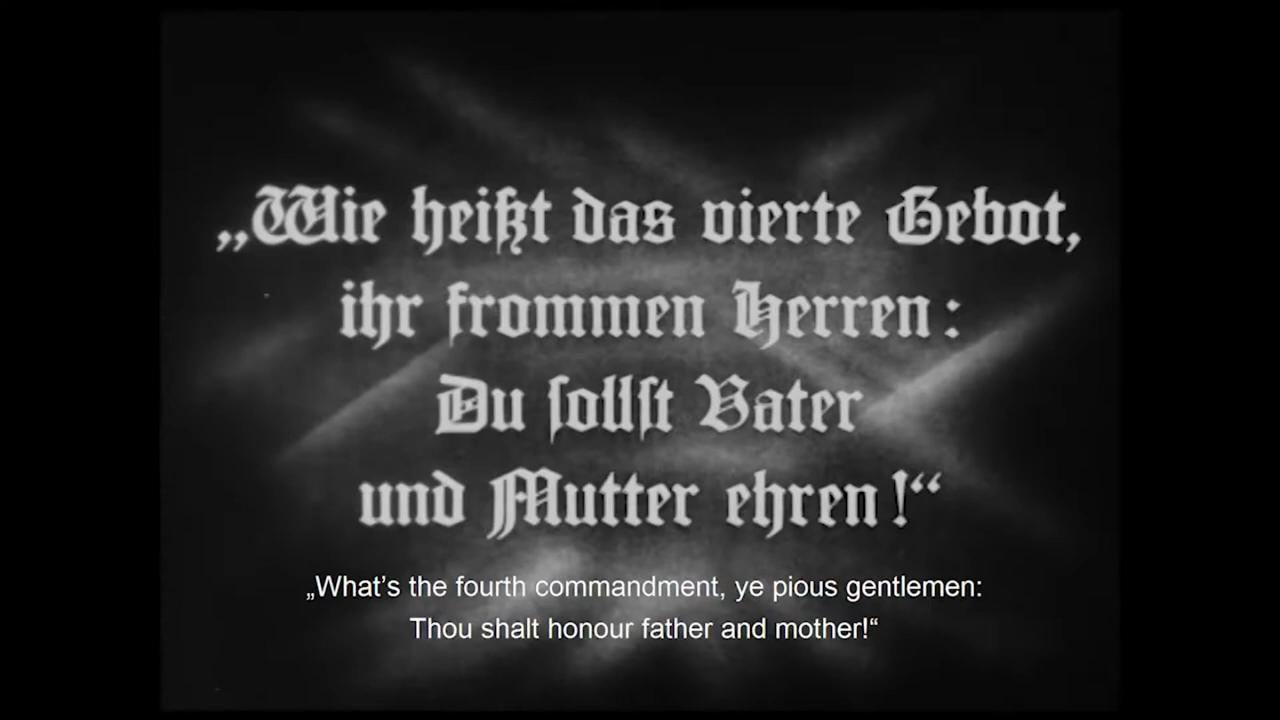 „Wie heißt das vierte Gebot,
ihr frommen Herren:
Du sollst Vater
und Mutter ehren!“
„What’s the fourth commandment, ye pious gentlemen:
Thou shalt honour father and mother!“